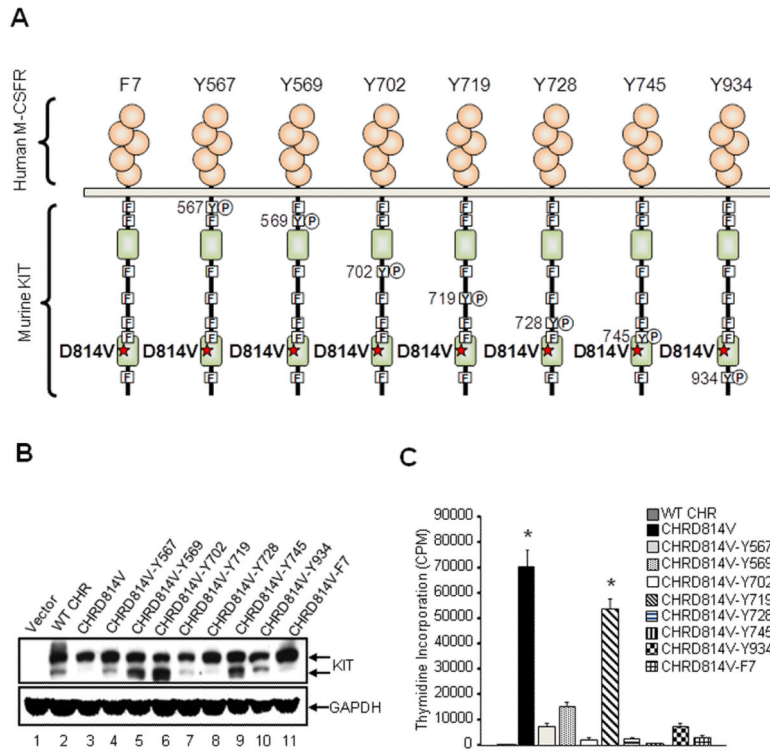 A
F7 Y567 Y569 Y702 Y719 Y728 Y745 Y934
Human M-CSFR
Murine KIT
F 567 Y P F F F F F F
F F 569 Y P F F F F F
F F F 702 Y P F F F F
F F F F 719 Y P F F F
F F F F F 728 Y P F F
F F F F F F 745 Y P F
D814V D814V D814V D814V D814V D814V D814V D814V
F F F F F F F 934 Y P
B
Vector
WT CHR
CHRD814V
CHRD814V-Y567
CHRD814V-Y569
CHRD814V-Y702
CHRD814V-Y719
CHRD814V-Y728
CHRD814V-Y745
CHRD814V-Y934
CHRD814V-F7
KIT
GAPDH
1 2 3 4 5 6 7 8 9 10 11
C
Thymidine Incorporation (CPM)
90000
80000
70000
60000
50000
40000
30000
20000
10000
0
*
*
WT CHR
CHRD814V
CHRD814V-Y567
CHRD814V-Y569
CHRD814V-Y702
CHRD814V-Y719
CHRD814V-Y728
CHRD814V-Y745
CHRD814V-Y934
CHRD814V-F7